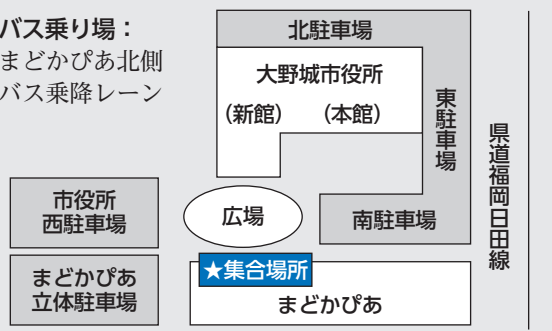 バス乗り場：
まどかぴあ北側
バス乗降レーン
北駐車場
大野城市役所
（新館）　（本館）
東駐車場
県道福岡日田線
市役所
西駐車場
広場
南駐車場
まどかぴあ
立体駐車場
★集合場所
まどかぴあ